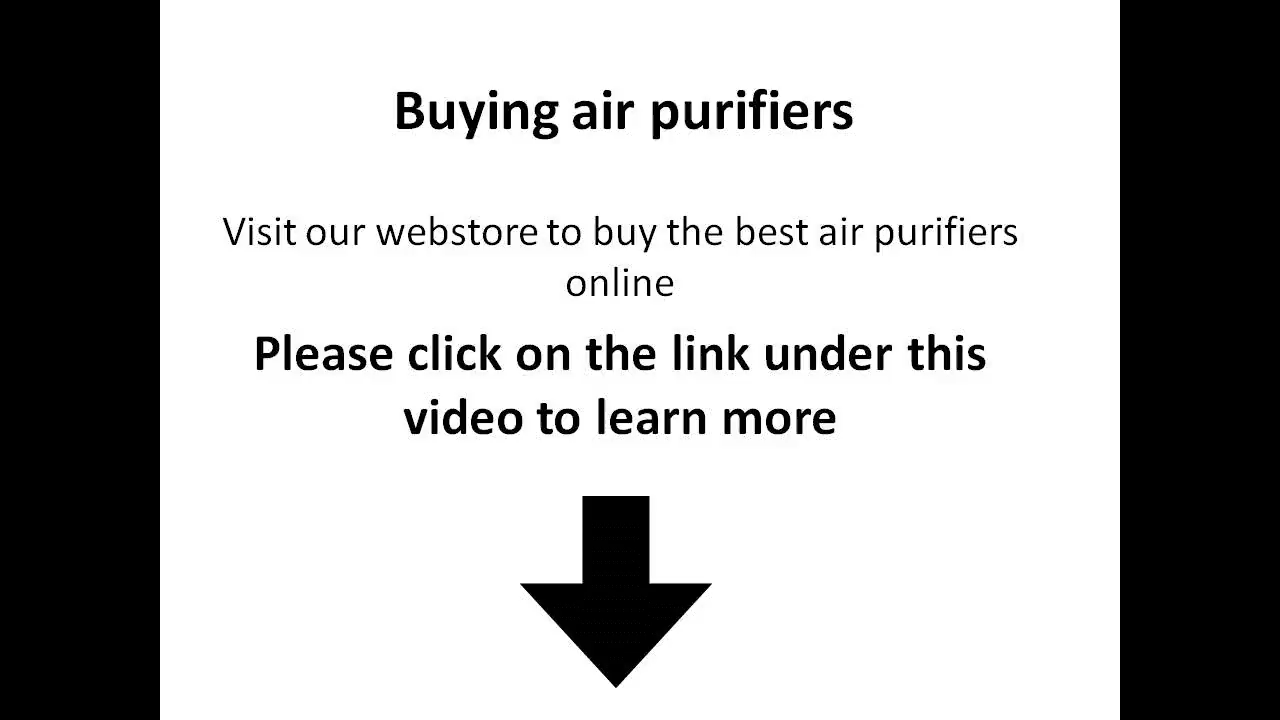 Buying air purifiers
Visit our webstore to buy the best air purifiers
online
Please click on the link under this
video to learn more